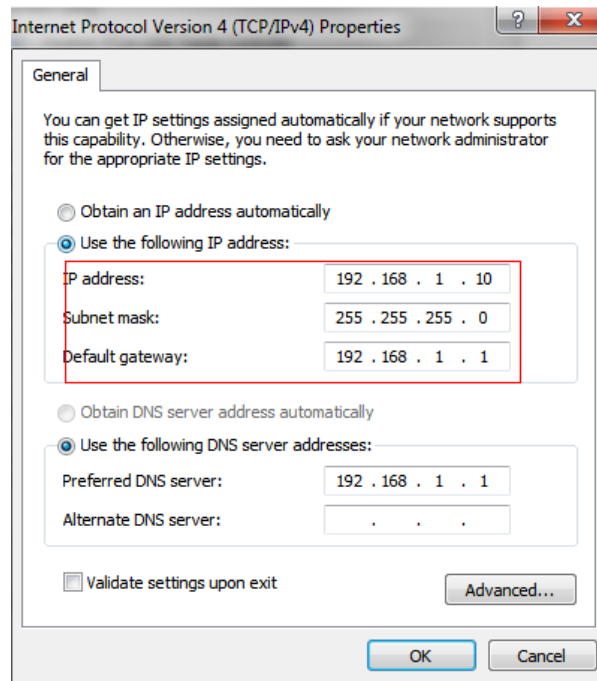 Internet Protocol Version 4 (TCP/IPv4) Properties
?
X
General
You can get IP settings assigned automatically if your network supports
this capability. Otherwise, you need to ask your network administrator
for the appropriate IP settings.
Obtain an IP address automatically
Use the following IP address:
IP address: 192 . 168 . 1 . 10
Subnet mask: 255 . 255 . 255 . 0
Default gateway: 192 . 168 . 1 . 1
Obtain DNS server address automatically
Use the following DNS server addresses:
Preferred DNS server: 192 . 168 . 1 . 1
Alternate DNS server: . . .
Validate settings upon exit
Advanced...
OK Cancel